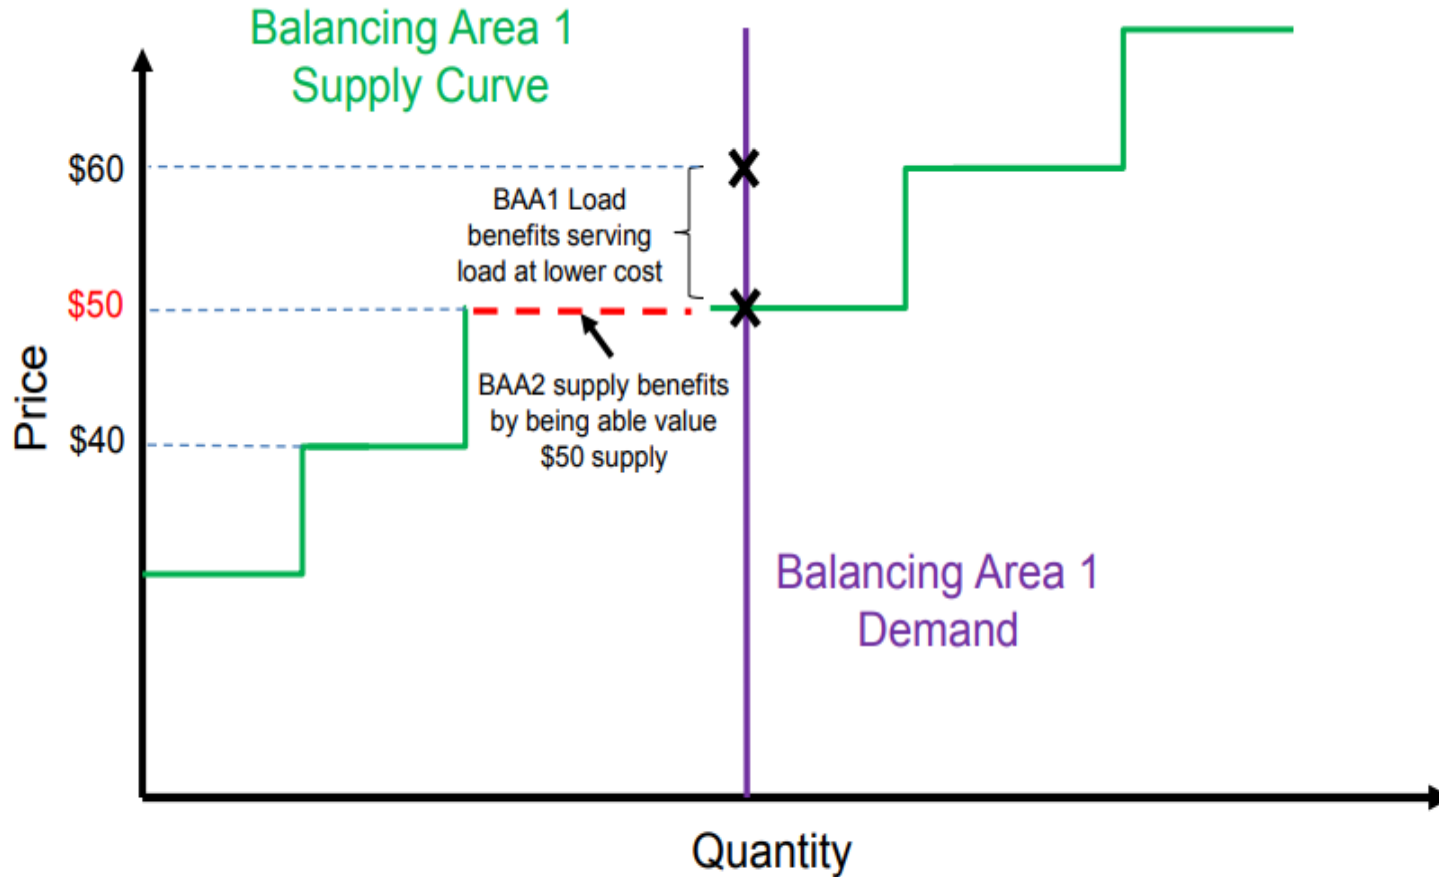 Balancing Area 1
Supply Curve
$60
BAA1 Load
benefits serving
load at lower cost
$50
BAA2 supply benefits
by being able value
$50 supply
$40
Price
Balancing Area 1
Demand
Quantity